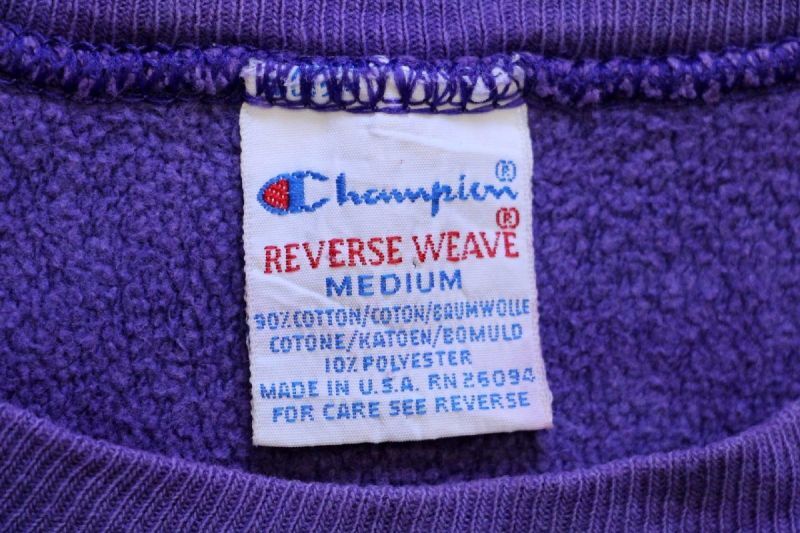 Champion®
REVERSE WEAVE®
MEDIUM
90% COTTON/COTON/BAUMWOLLE
COTONE/KATOEN/BOMULD
10% POLYESTER
MADE IN U.S.A. RN 26094
FOR CARE SEE REVERSE